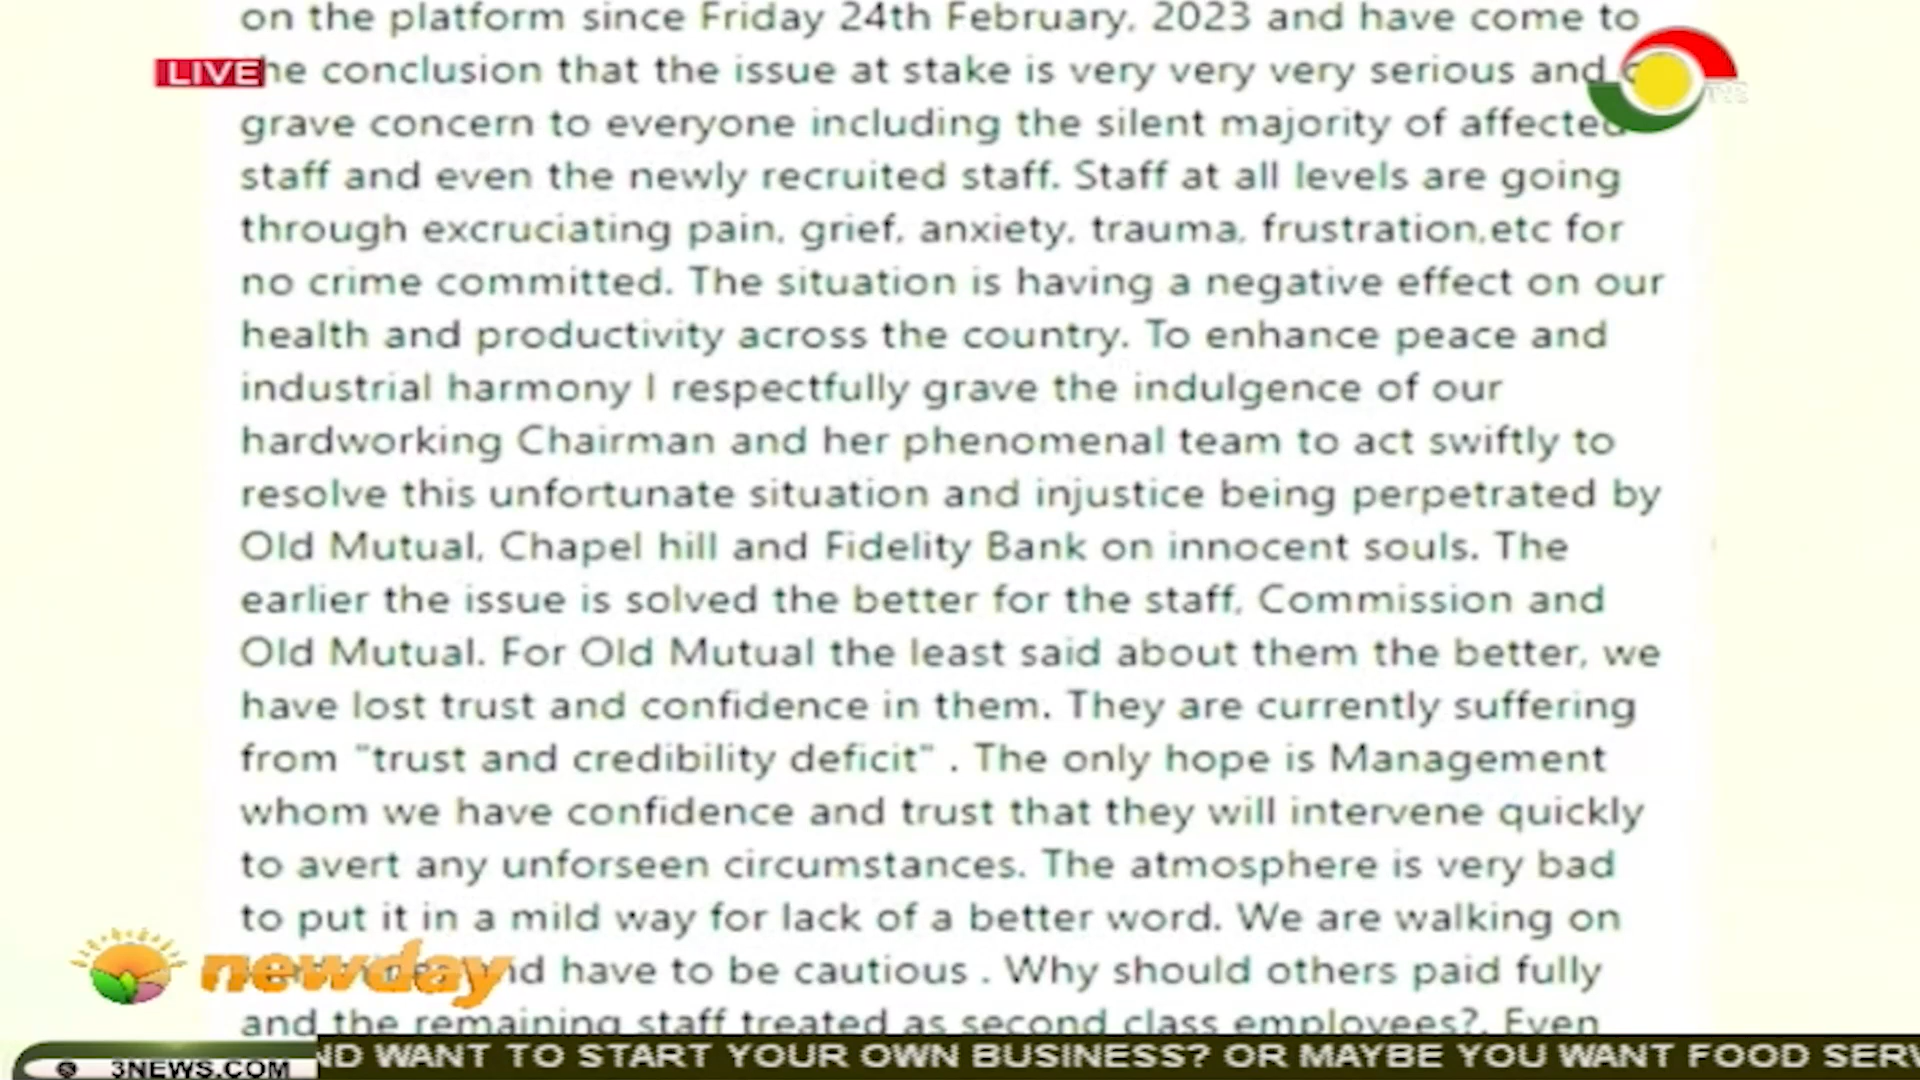 on the platform since Friday 24th February, 2023 and have come to
LIVE
he conclusion that the issue at stake is very very very serious and
grave concern to everyone including the silent majority of affected
staff and even the newly recruited staff. Staff at all levels are going
through excruciating pain, grief, anxiety, trauma, frustration,etc for
no crime committed. The situation is having a negative effect on our
health and productivity across the country. To enhance peace and
industrial harmony I respectfully grave the indulgence of our
hardworking Chairman and her phenomenal team to act swiftly to
resolve this unfortunate situation and injustice being perpetrated by
Old Mutual, Chapel hill and Fidelity Bank on innocent souls. The
earlier the issue is solved the better for the staff, Commission and
Old Mutual. For Old Mutual the least said about them the better, we
have lost trust and confidence in them. They are currently suffering
from "trust and credibility deficit" . The only hope is Management
whom we have confidence and trust that they will intervene quickly
to avert any unforseen circumstances. The atmosphere is very bad
to put it in a mild way for lack of a better word. We are walking on
newday
nd have to be cautious . Why should others paid fully
and the remaining staff treated as second class employees?. Even
3NEWS.COM
ND WANT TO START YOUR OWN BUSINESS? OR MAYBE YOU WANT FOOD SERV